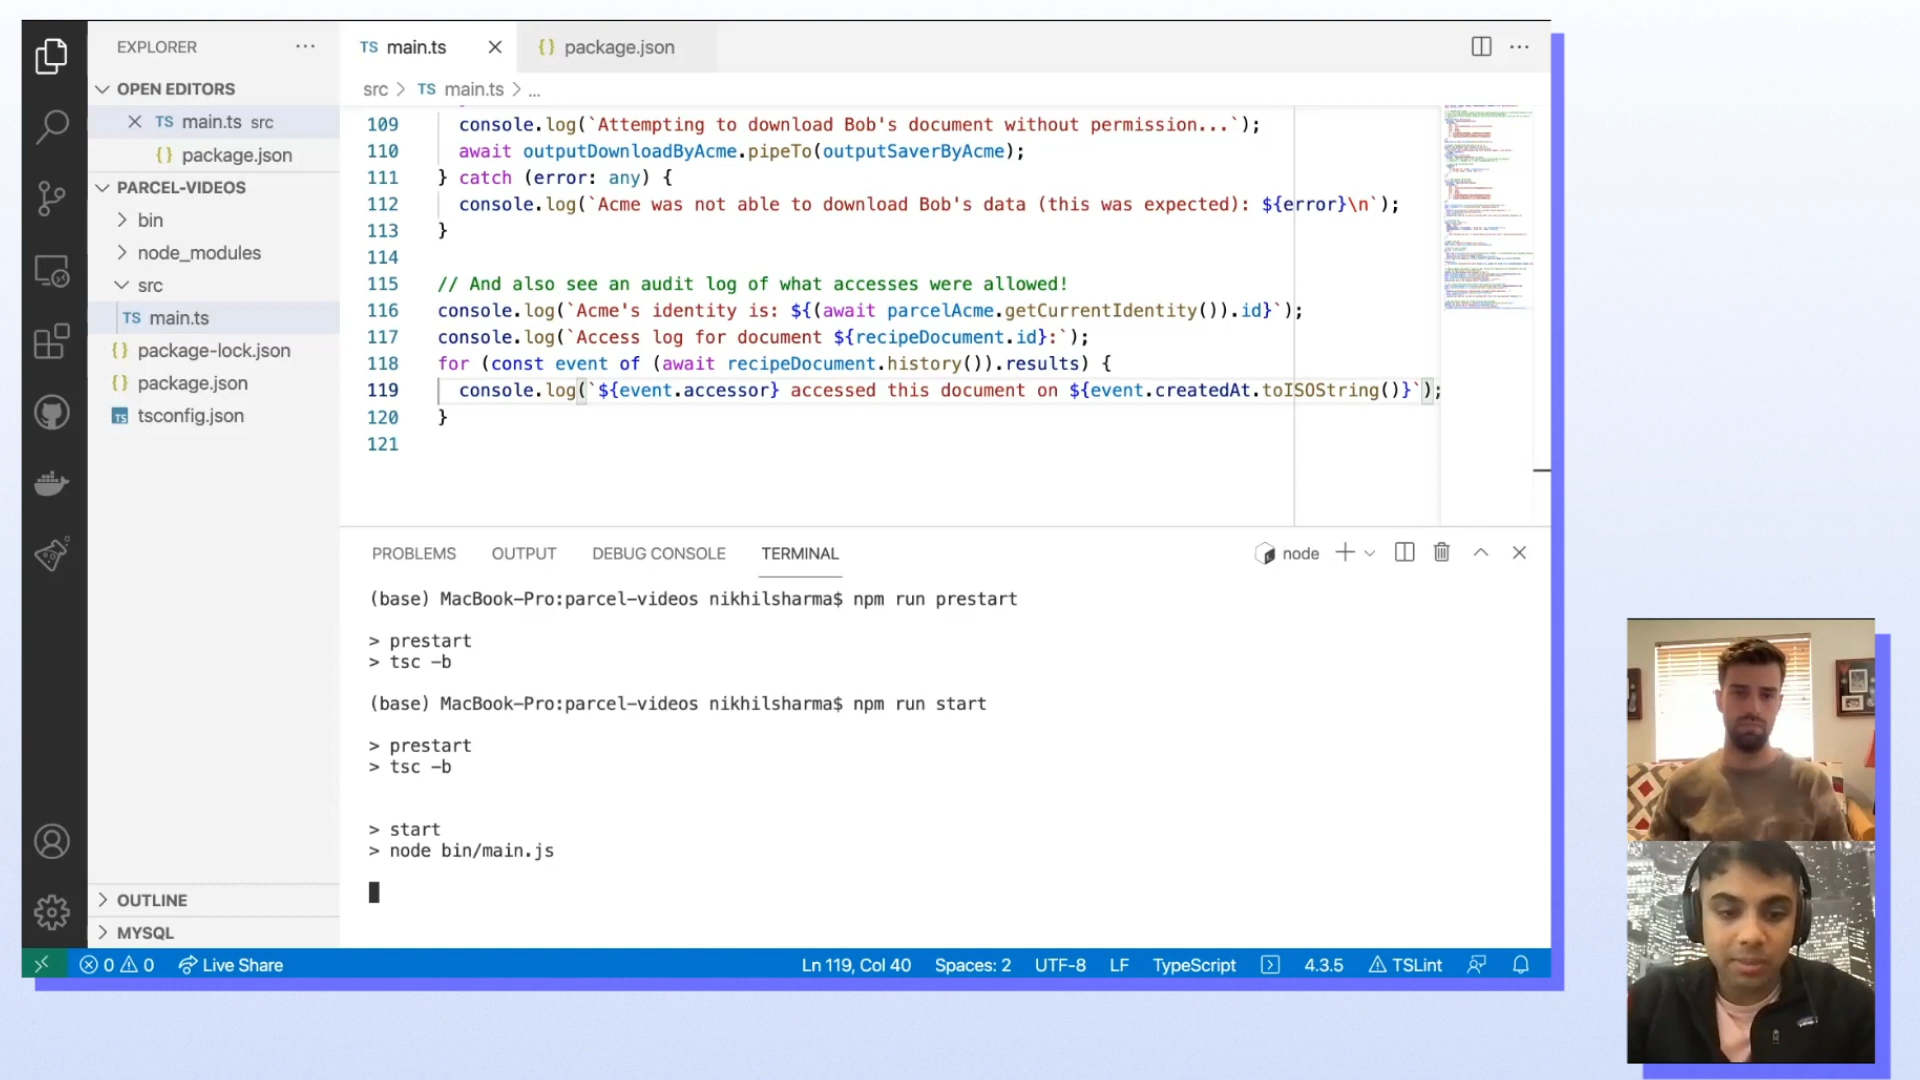 EXPLORER
OPEN EDITORS
TS main.ts src
{} package.json
PARCEL-VIDEOS
bin
node_modules
src
TS main.ts
{} package-lock.json
{} package.json
TS tsconfig.json
OUTLINE
MYSQL
TS main.ts
{} package.json
src > TS main.ts > ...
109 console.log(`Attempting to download Bob's document without permission...`);
110 await outputDownloadByAcme.pipeTo(outputSaverByAcme);
111 } catch (error: any) {
112 console.log(`Acme was not able to download Bob's data (this was expected): ${error}\n`);
113 }
114
115 // And also see an audit log of what accesses were allowed!
116 console.log(`Acme's identity is: ${(await parcelAcme.getCurrentIdentity()).id}`);
117 console.log(`Access log for document ${recipeDocument.id}:`);
118 for (const event of (await recipeDocument.history()).results) {
119 console.log(`${event.accessor} accessed this document on ${event.createdAt.toISOString()}`);
120 }
121
PROBLEMS OUTPUT DEBUG CONSOLE TERMINAL
node
(base) MacBook-Pro:parcel-videos nikhilsharma$ npm run prestart
> prestart
> tsc -b
(base) MacBook-Pro:parcel-videos nikhilsharma$ npm run start
> prestart
> tsc -b
> start
> node bin/main.js
0 0 Live Share
Ln 119, Col 40 Spaces: 2 UTF-8 LF TypeScript 4.3.5 TSLint